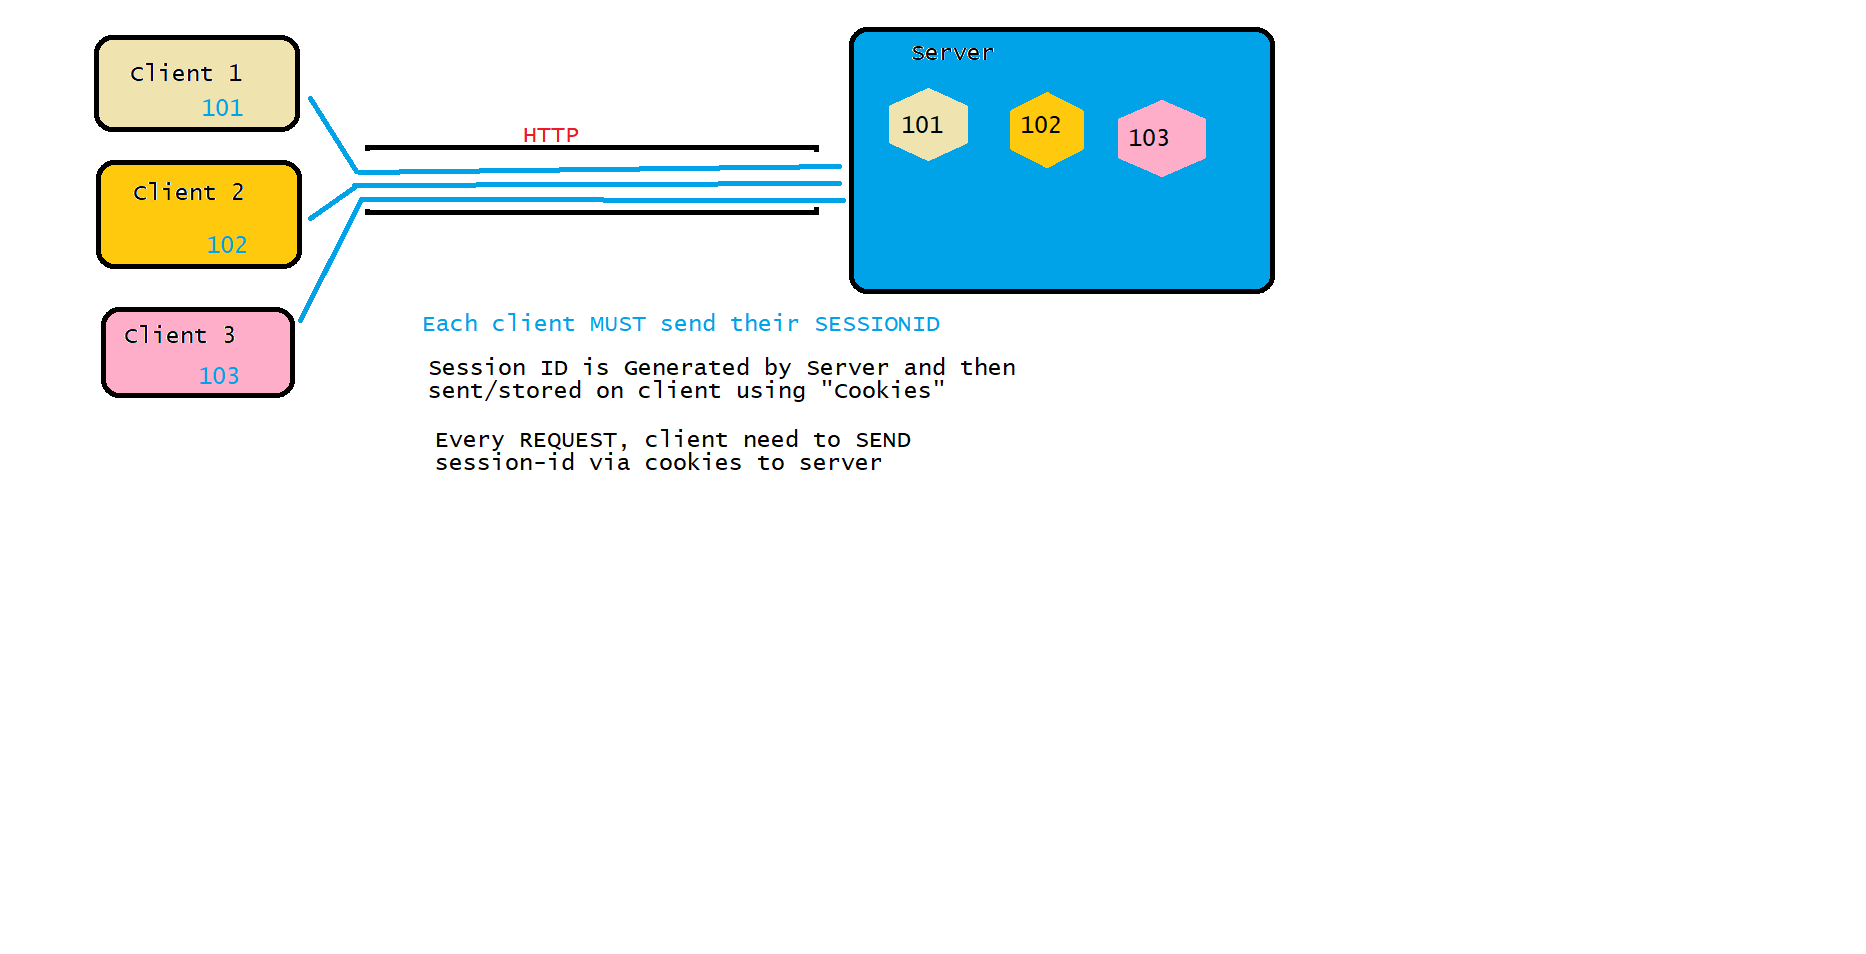 Client 1
101
Client 2
102
Client 3
103
HTTP
Server
101
102
103
Each client MUST send their SESSIONID
Session ID is Generated by Server and then
sent/stored on client using "Cookies"
Every REQUEST, client need to SEND
session-id via cookies to server